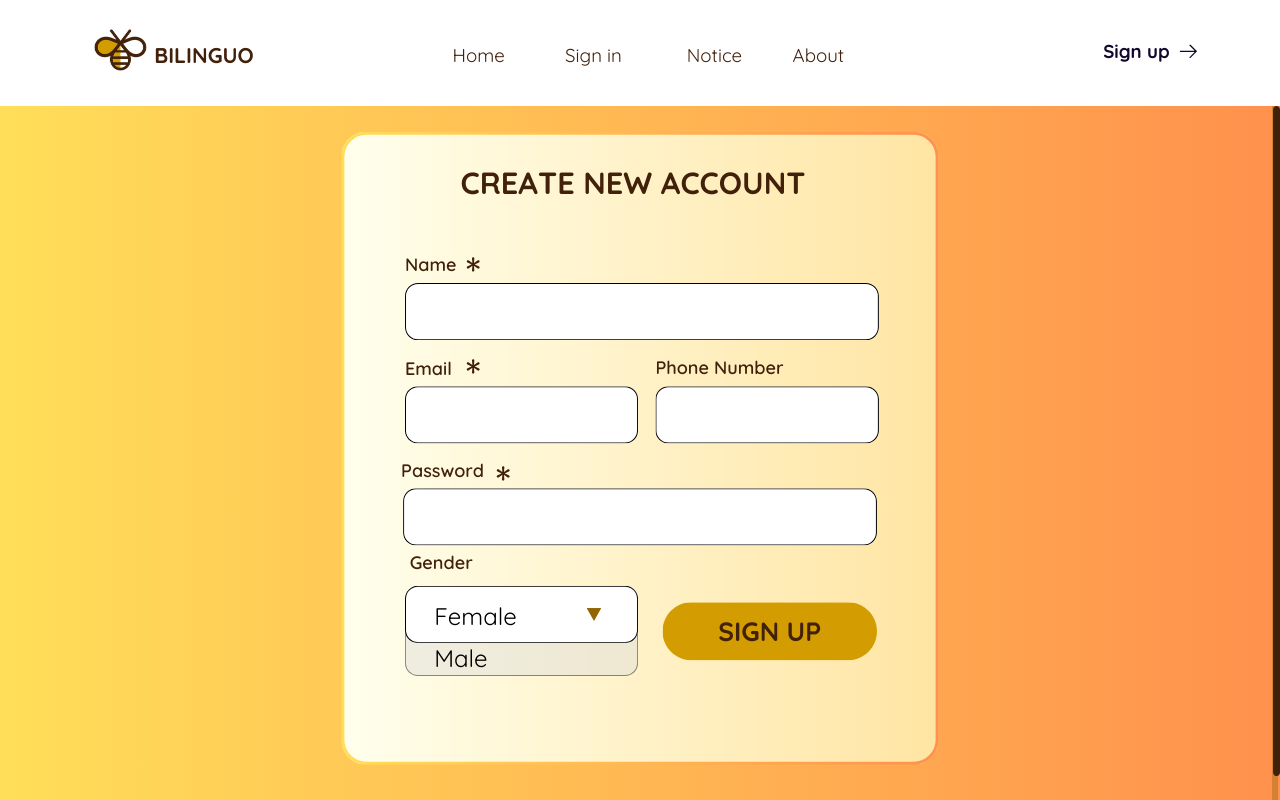 BILINGUO
Home Sign in Notice About
Sign up →
CREATE NEW ACCOUNT
Name *
Email * Phone Number
Password *
Gender
Female ▼
SIGN UP
Male